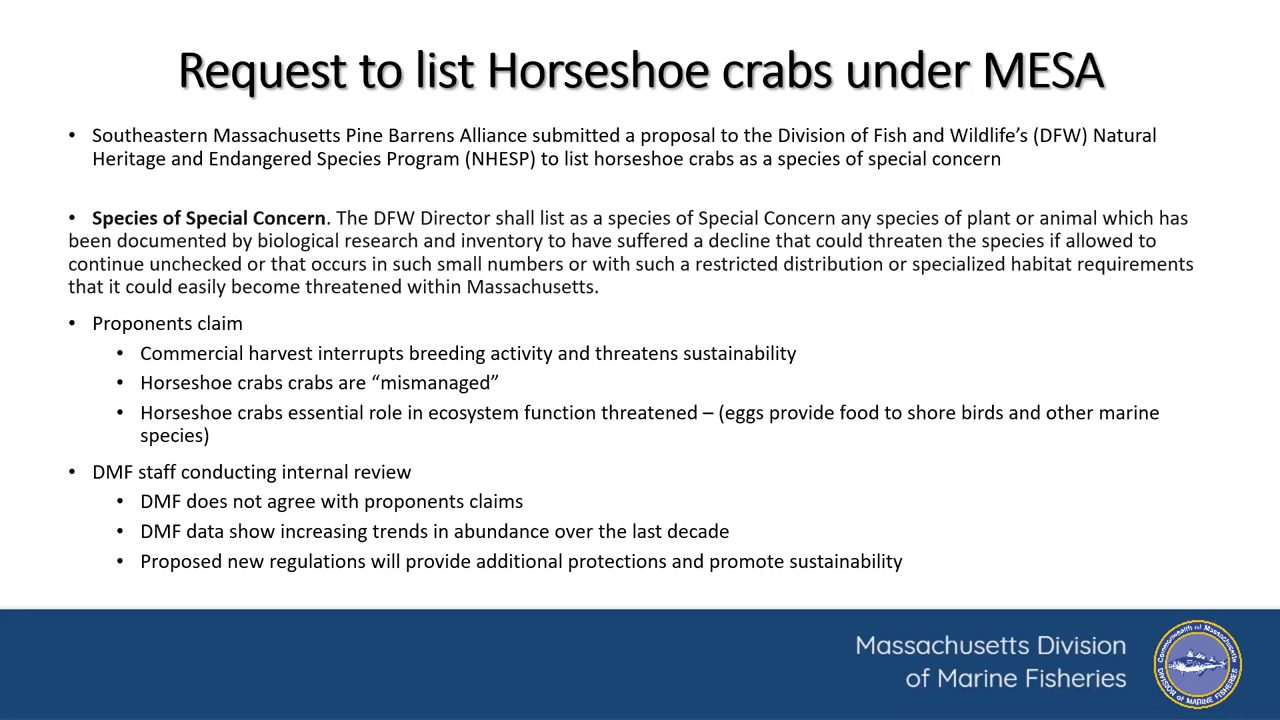 Request to list Horseshoe crabs under MESA
• Southeastern Massachusetts Pine Barrens Alliance submitted a proposal to the Division of Fish and Wildlife's (DFW) Natural
Heritage and Endangered Species Program (NHESP) to list horseshoe crabs as a species of special concern
• Species of Special Concern. The DFW Director shall list as a species of Special Concern any species of plant or animal which has
been documented by biological research and inventory to have suffered a decline that could threaten the species if allowed to
continue unchecked or that occurs in such small numbers or with such a restricted distribution or specialized habitat requirements
that it could easily become threatened within Massachusetts.
• Proponents claim
• Commercial harvest interrupts breeding activity and threatens sustainability
• Horseshoe crabs crabs are “mismanaged”
• Horseshoe crabs essential role in ecosystem function threatened – (eggs provide food to shore birds and other marine
species)
• DMF staff conducting internal review
• DMF does not agree with proponents claims
• DMF data show increasing trends in abundance over the last decade
• Proposed new regulations will provide additional protections and promote sustainability
Massachusetts Division
of Marine Fisheries
Commonwealth of Massachusetts
DIVISION of MARINE FISHERIES